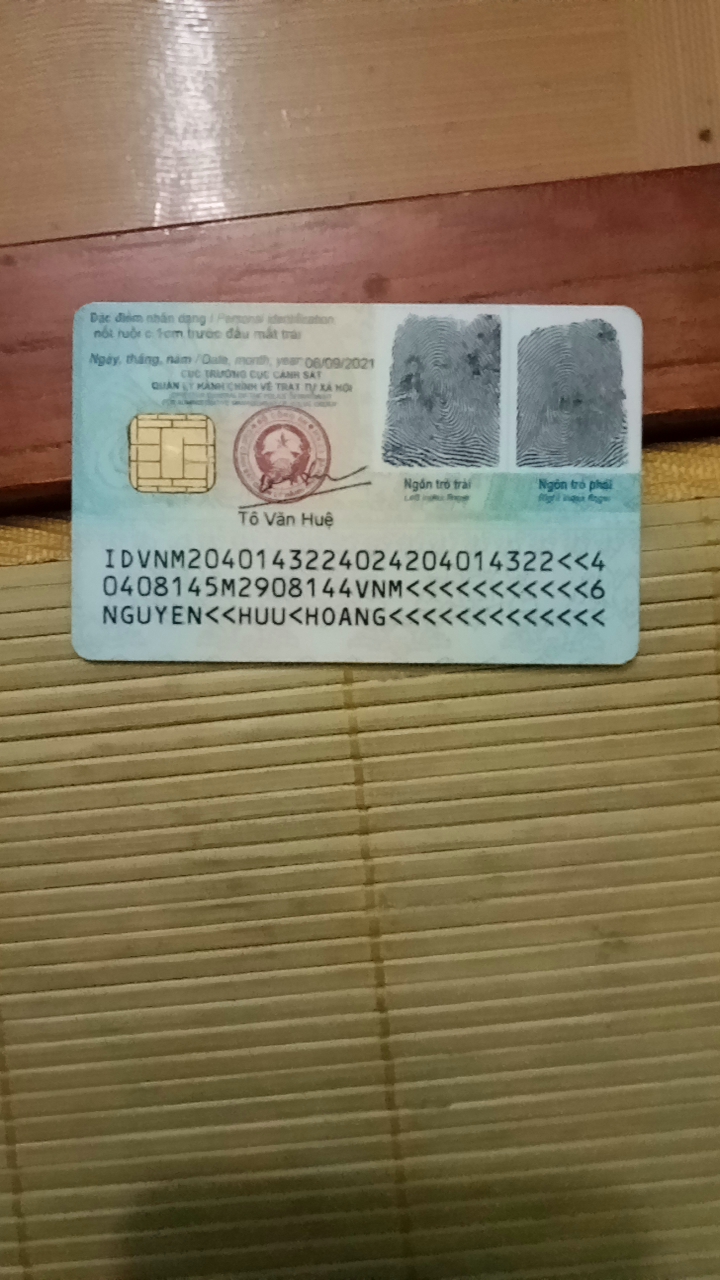 Đặc điểm nhân dạng / Personal identification
nốt ruồi c 1cm trước đầu mắt trái
Ngày, tháng, năm / Date, month, year 06/09/2021
CỤC TRƯỞNG CỤC CẢNH SÁT
QUẢN LÝ HÀNH CHÍNH VỀ TRẬT TỰ XÃ HỘI
Tô Văn Huệ
Ngón trỏ trái
Left index finger
Ngón trỏ phải
Right index finger
IDVNM2040143224024204014322<<4
0408145M2908144VNM<<<<<<<<<<<6
NGUYEN<<HUU<HOANG<<<<<<<<<<<<<